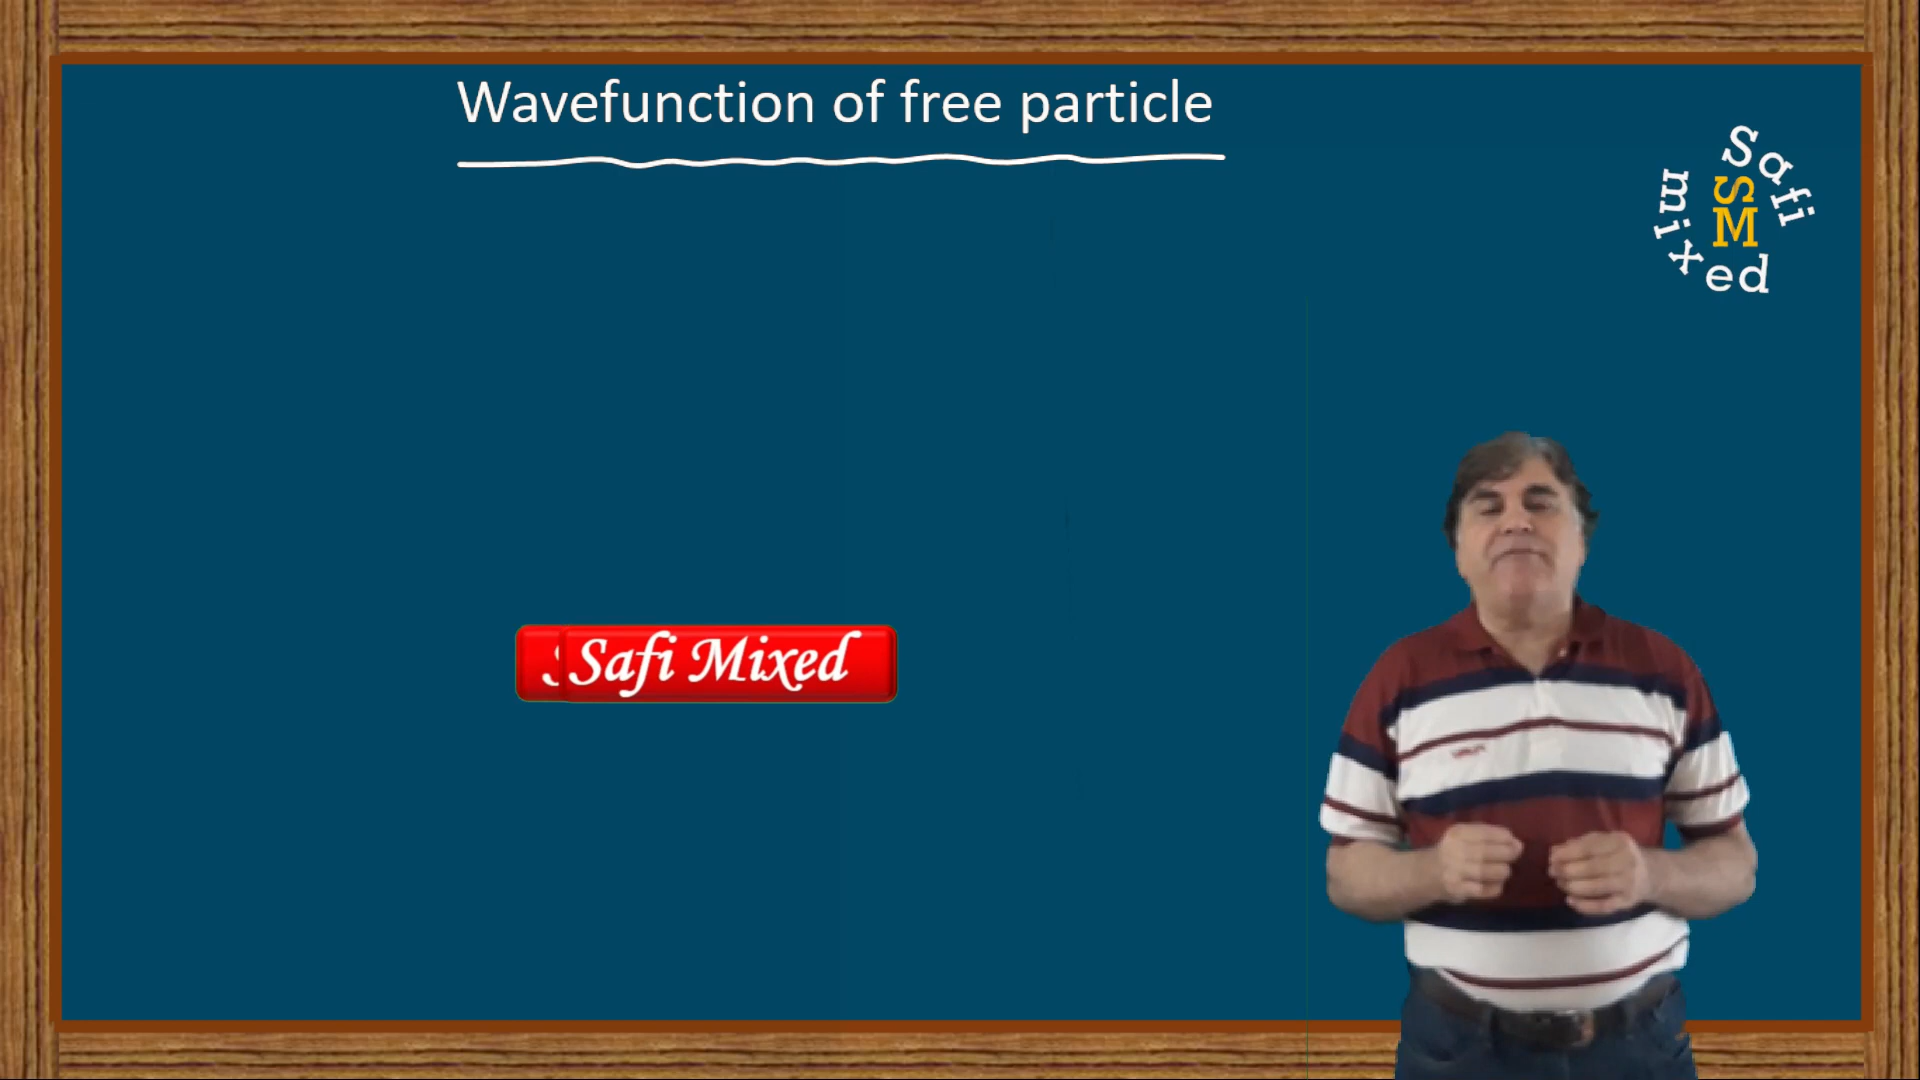 Wavefunction of free particle
Safi
SM
mixed
Safi Mixed